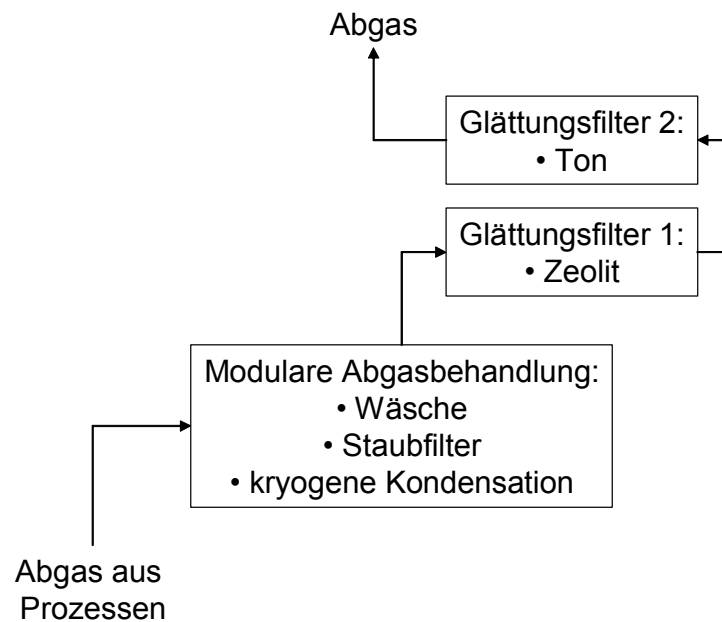 Abgas
Glättungsfilter 2:
• Ton
Glättungsfilter 1:
• Zeolit
Modulare Abgasbehandlung:
• Wäsche
• Staubfilter
• kryogene Kondensation
Abgas aus
Prozessen